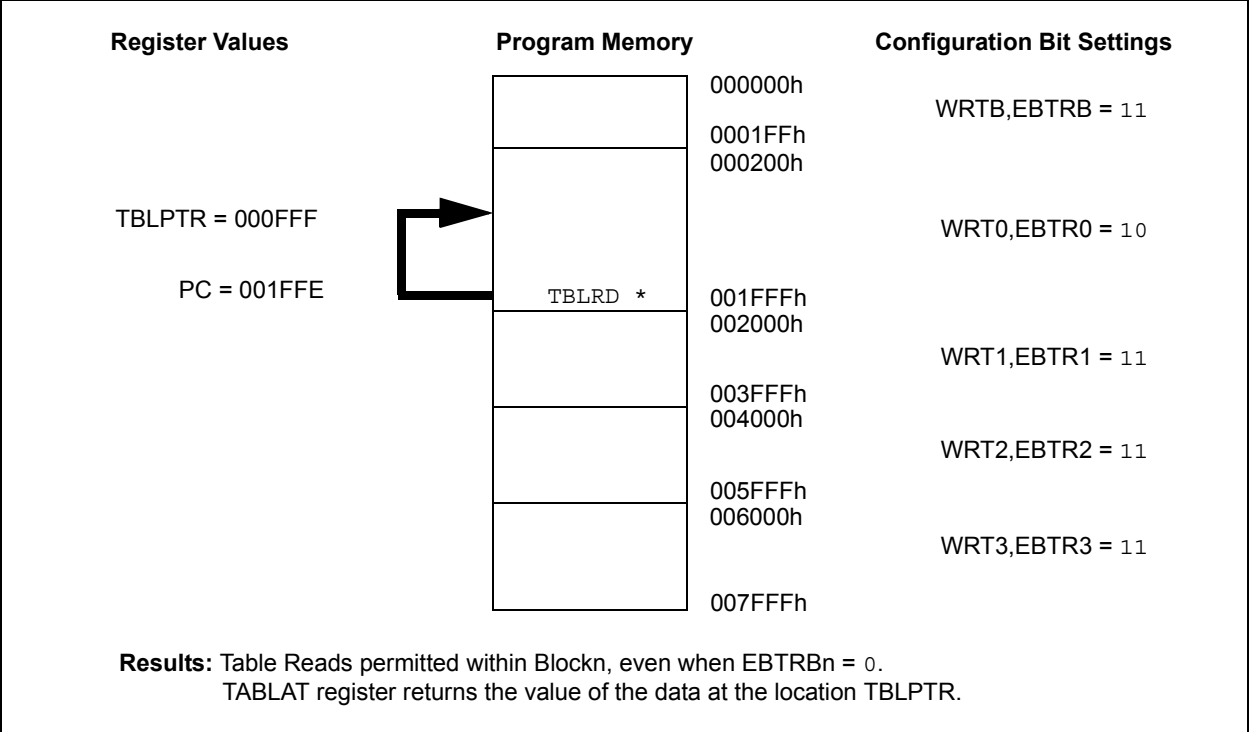 Register Values Program Memory Configuration Bit Settings
000000h
WRTB,EBTRB = 11
0001FFh
000200h
TBLPTR = 000FFF
WRT0,EBTR0 = 10
PC = 001FFE
TBLRD *
001FFFh
002000h
WRT1,EBTR1 = 11
003FFFh
004000h
WRT2,EBTR2 = 11
005FFFh
006000h
WRT3,EBTR3 = 11
007FFFh
Results: Table Reads permitted within Blockn, even when EBTRBn = 0.
TABLAT register returns the value of the data at the location TBLPTR.